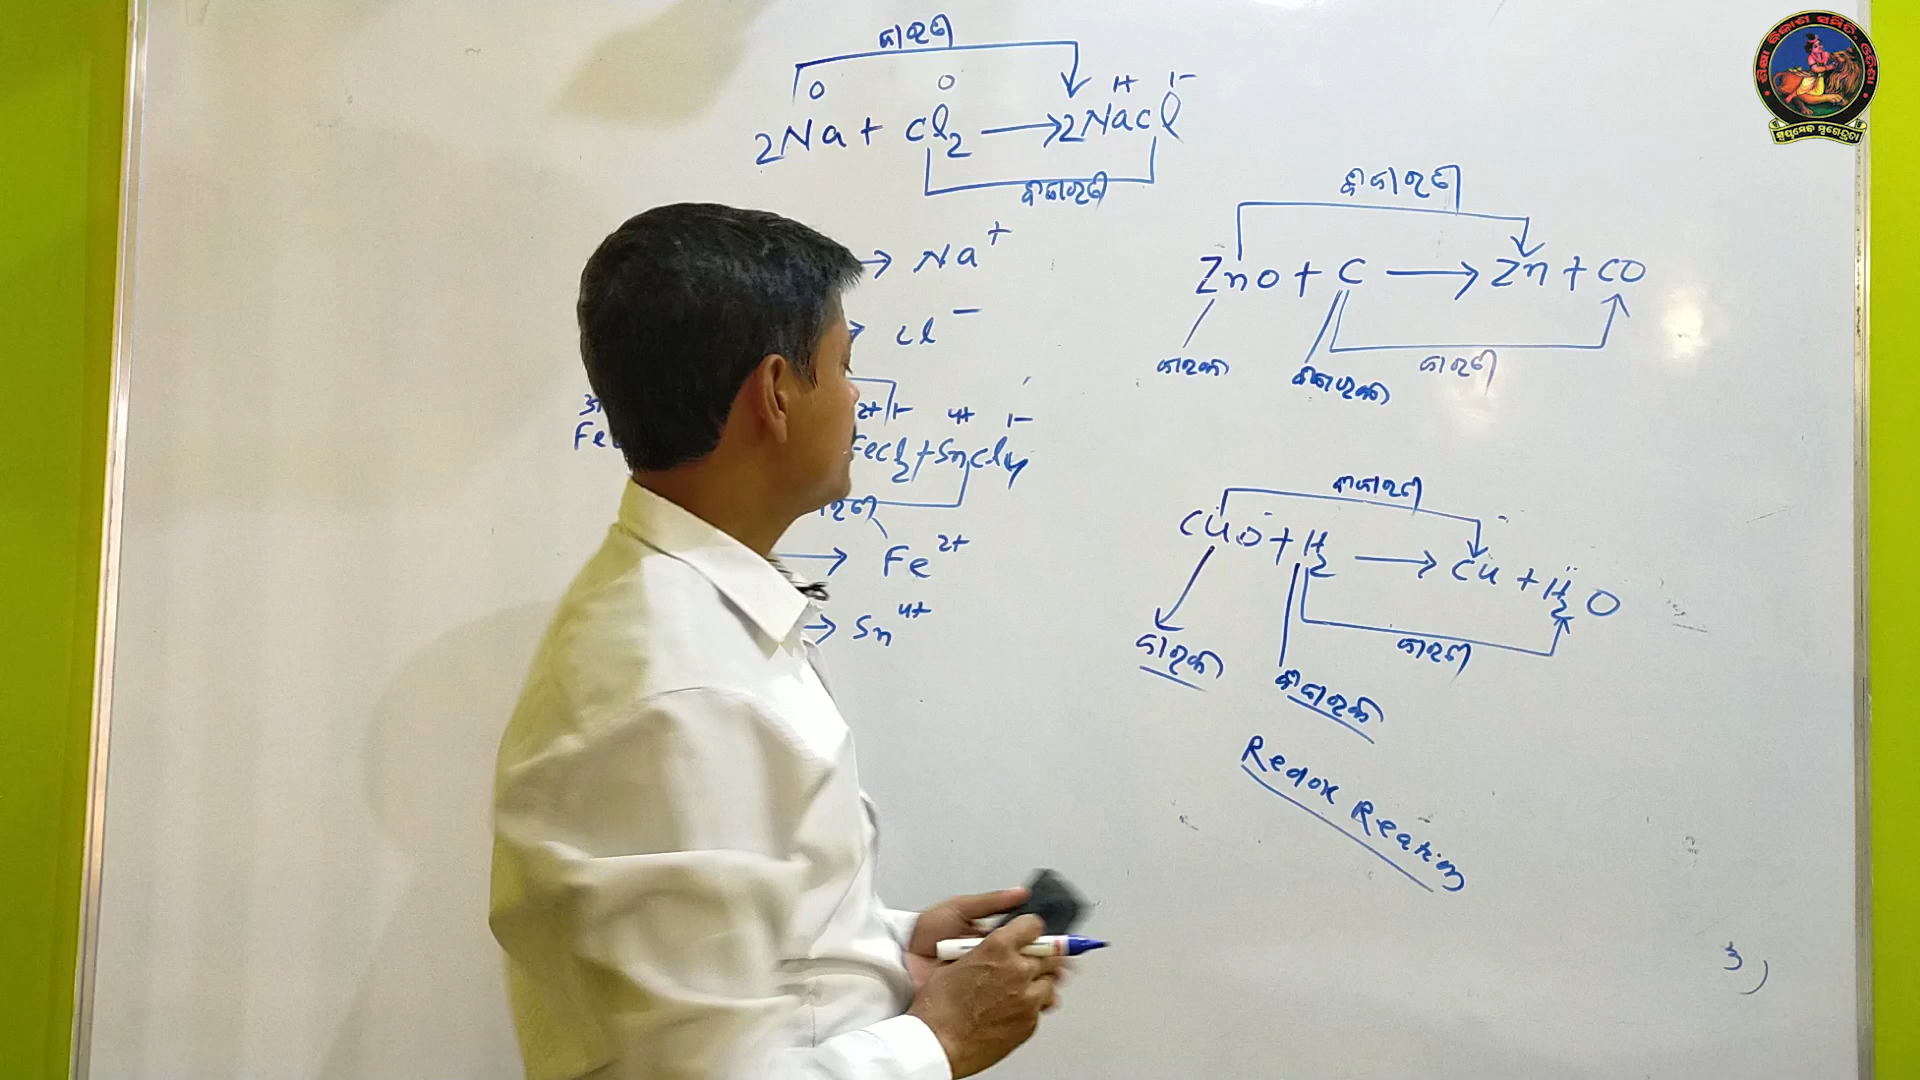 ଜାରଣ
0 0 1+ 1-
2Na + Cl2 → 2NaCl
ବିଜାରଣ
→ Na+
Cl-
2+ 1- 4+ 1-
FeCl2 + SnCl4
→ Fe2+
→ Sn4+
ବିଜାରଣ
ZnO + C → Zn + CO
ଜାରଣ
ଜାରକ ବିଜାରକ
ବିଜାରଣ
CuO + H2 → Cu + H2O
ଜାରଣ
ଜାରକ
ବିଜାରକ
Redox Reaction